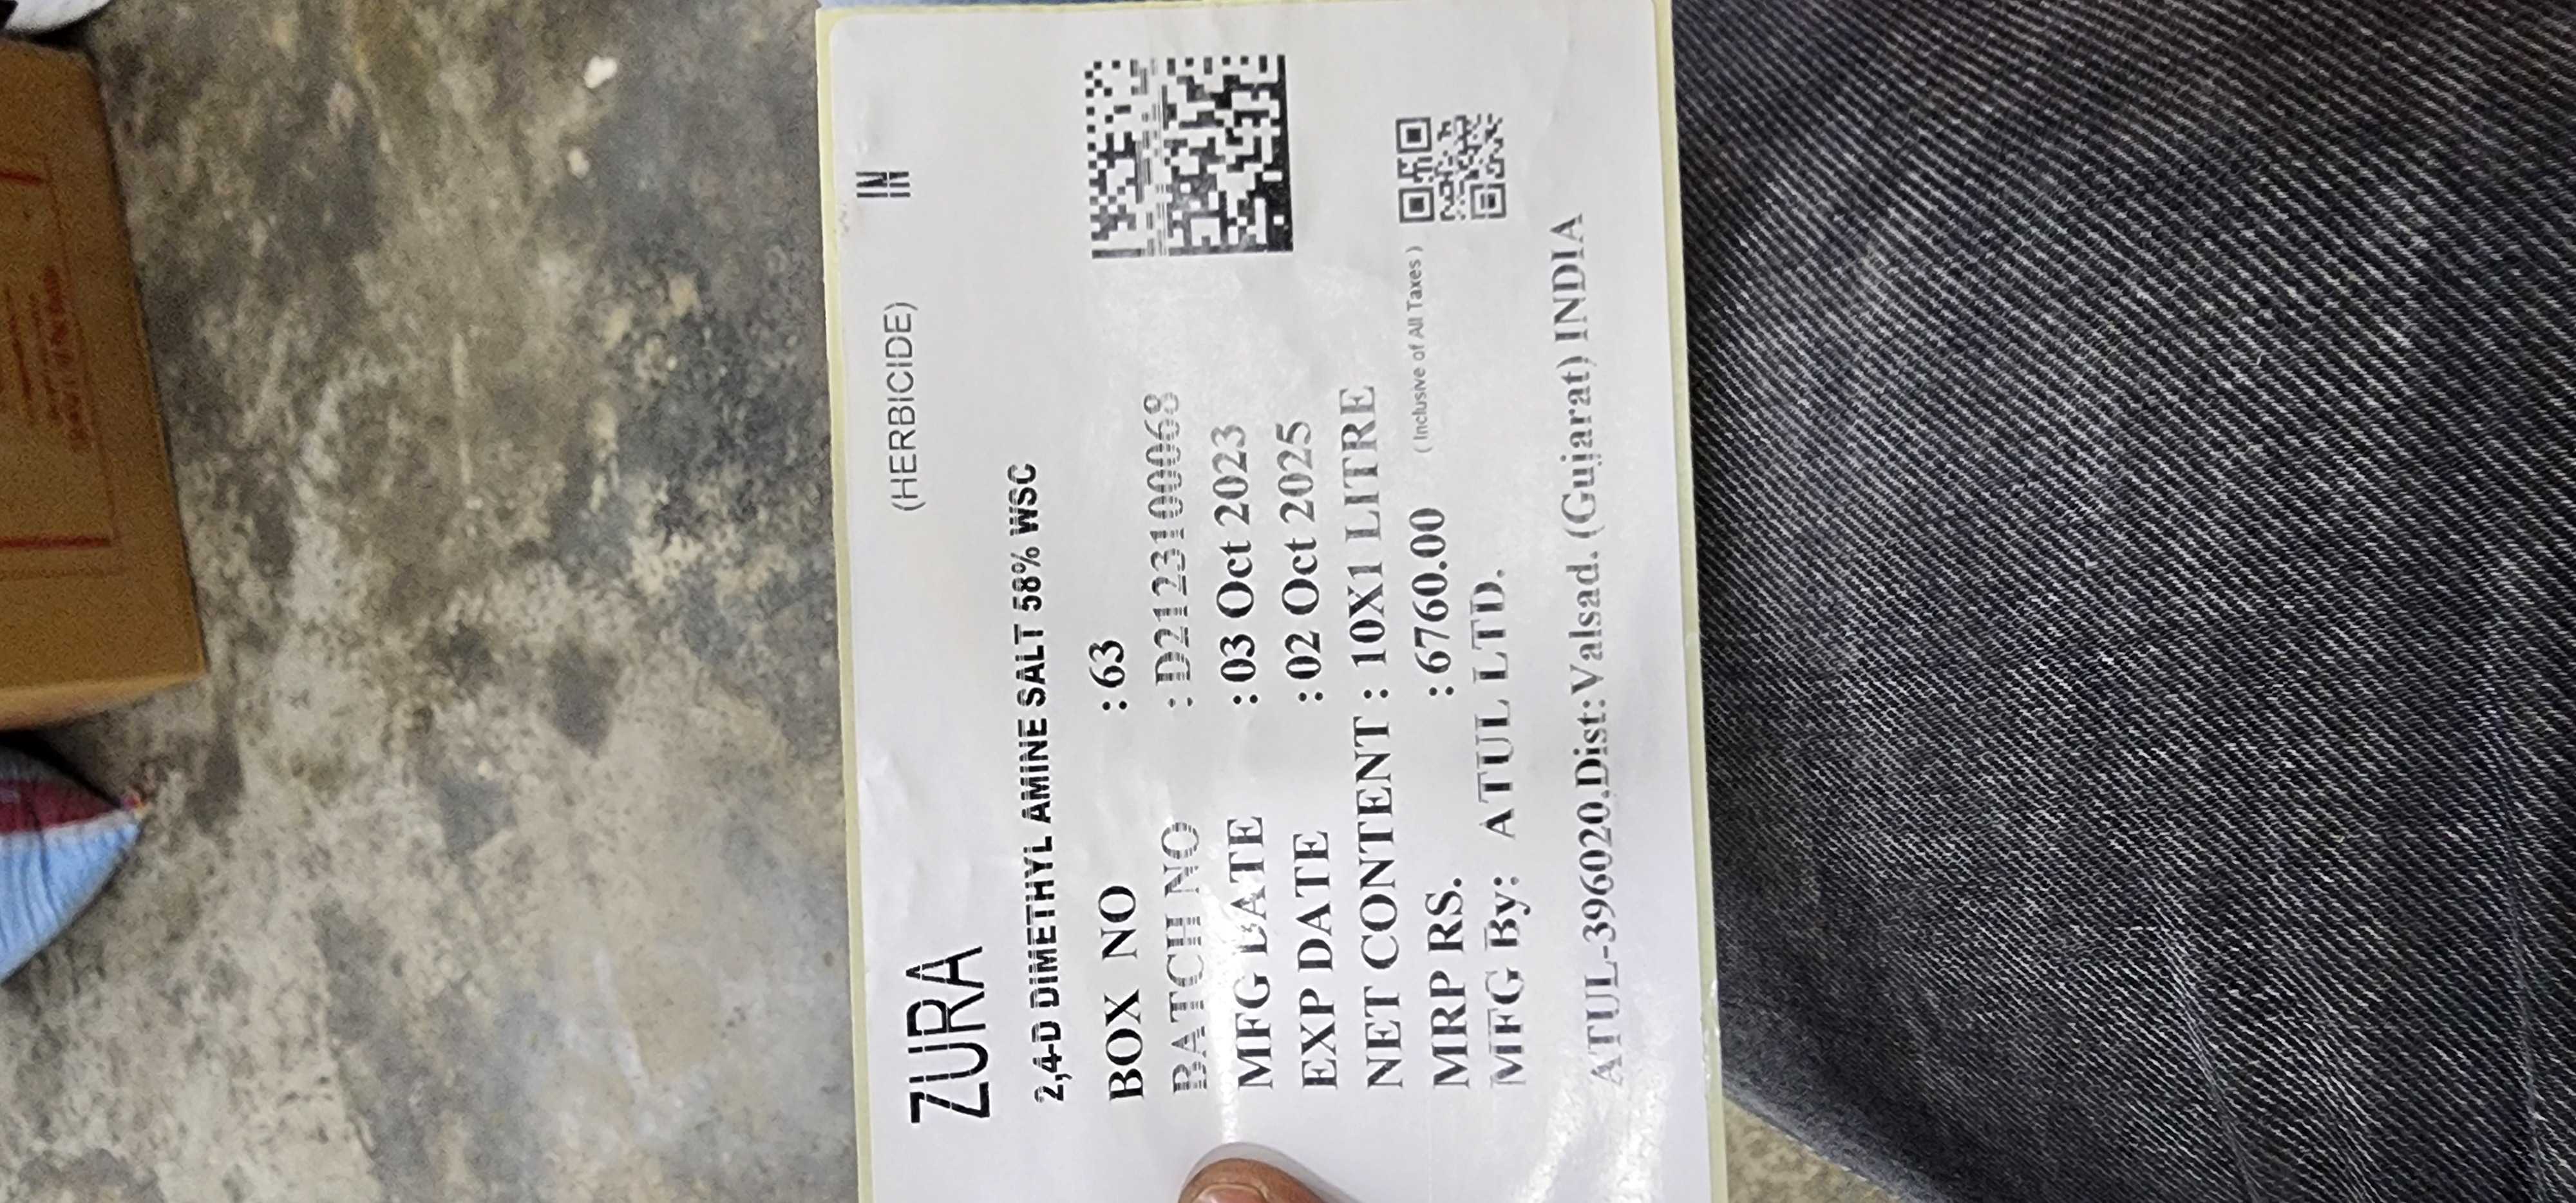 IN
ZURA (HERBICIDE)
2,4-D DIMETHYL AMINE SALT 58% WSC
BOX NO : 63
BATCH NO : D2123100068
MFG DATE : 03 Oct 2023
EXP DATE : 02 Oct 2025
NET CONTENT : 10X1 LITRE
MRP RS. : 6760.00 ( Inclusive of All Taxes )
MFG By: ATUL LTD.
ATUL-396020,Dist: Valsad. (Gujarat) INDIA